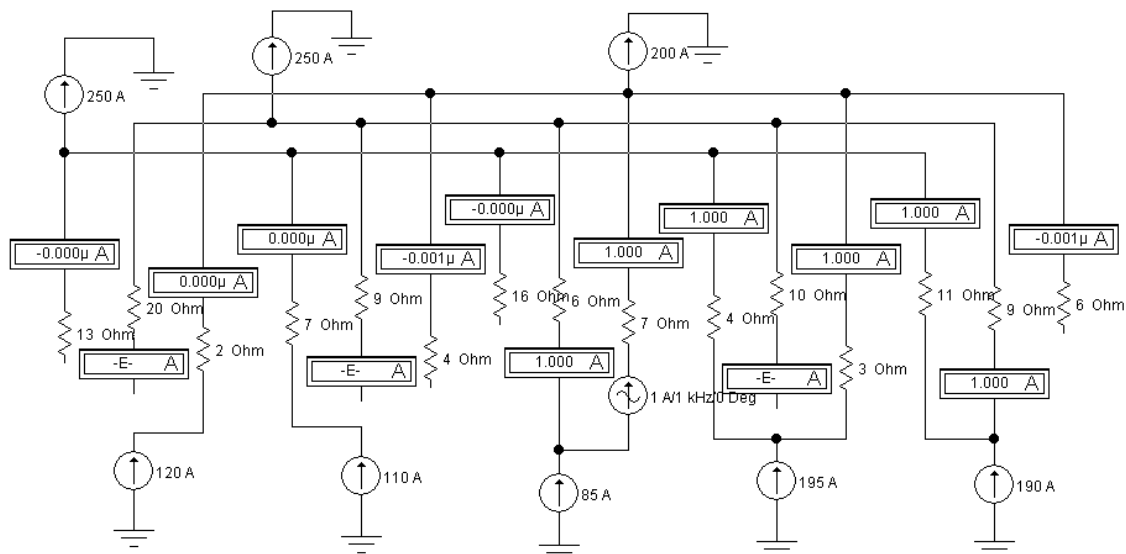 250 A
200 A
250 A
-0.000µ A
1.000 A
1.000 A
0.000µ A
-0.001µ A
-0.000µ A
1.000 A
1.000 A
-0.001µ A
0.000µ A
9 Ohm
16 Ohm
6 Ohm
10 Ohm
11 Ohm
20 Ohm
7 Ohm
7 Ohm
4 Ohm
9 Ohm
6 Ohm
13 Ohm
2 Ohm
4 Ohm
3 Ohm
-E- A
-E- A
1.000 A
-E- A
1.000 A
1 A/1 kHz/0 Deg
120 A
110 A
85 A
195 A
190 A